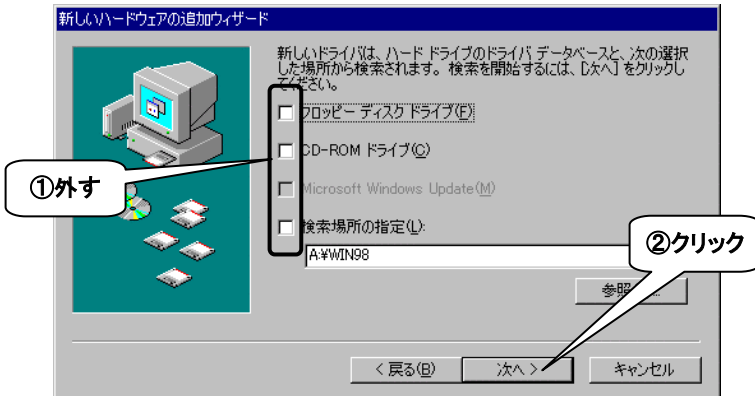 新しいハードウェアの追加ウィザード
新しいドライバは、ハード ドライブのドライバ データベースと、次の選択
した場所から検索されます。検索を開始するには、[次へ] をクリックし
てください。
フロッピー ディスク ドライブ(F)
CD-ROM ドライブ(C)
①外す
Microsoft Windows Update(M)
検索場所の指定(L):
②クリック
A:¥WIN98
参照
< 戻る(B)
次へ >
キャンセル